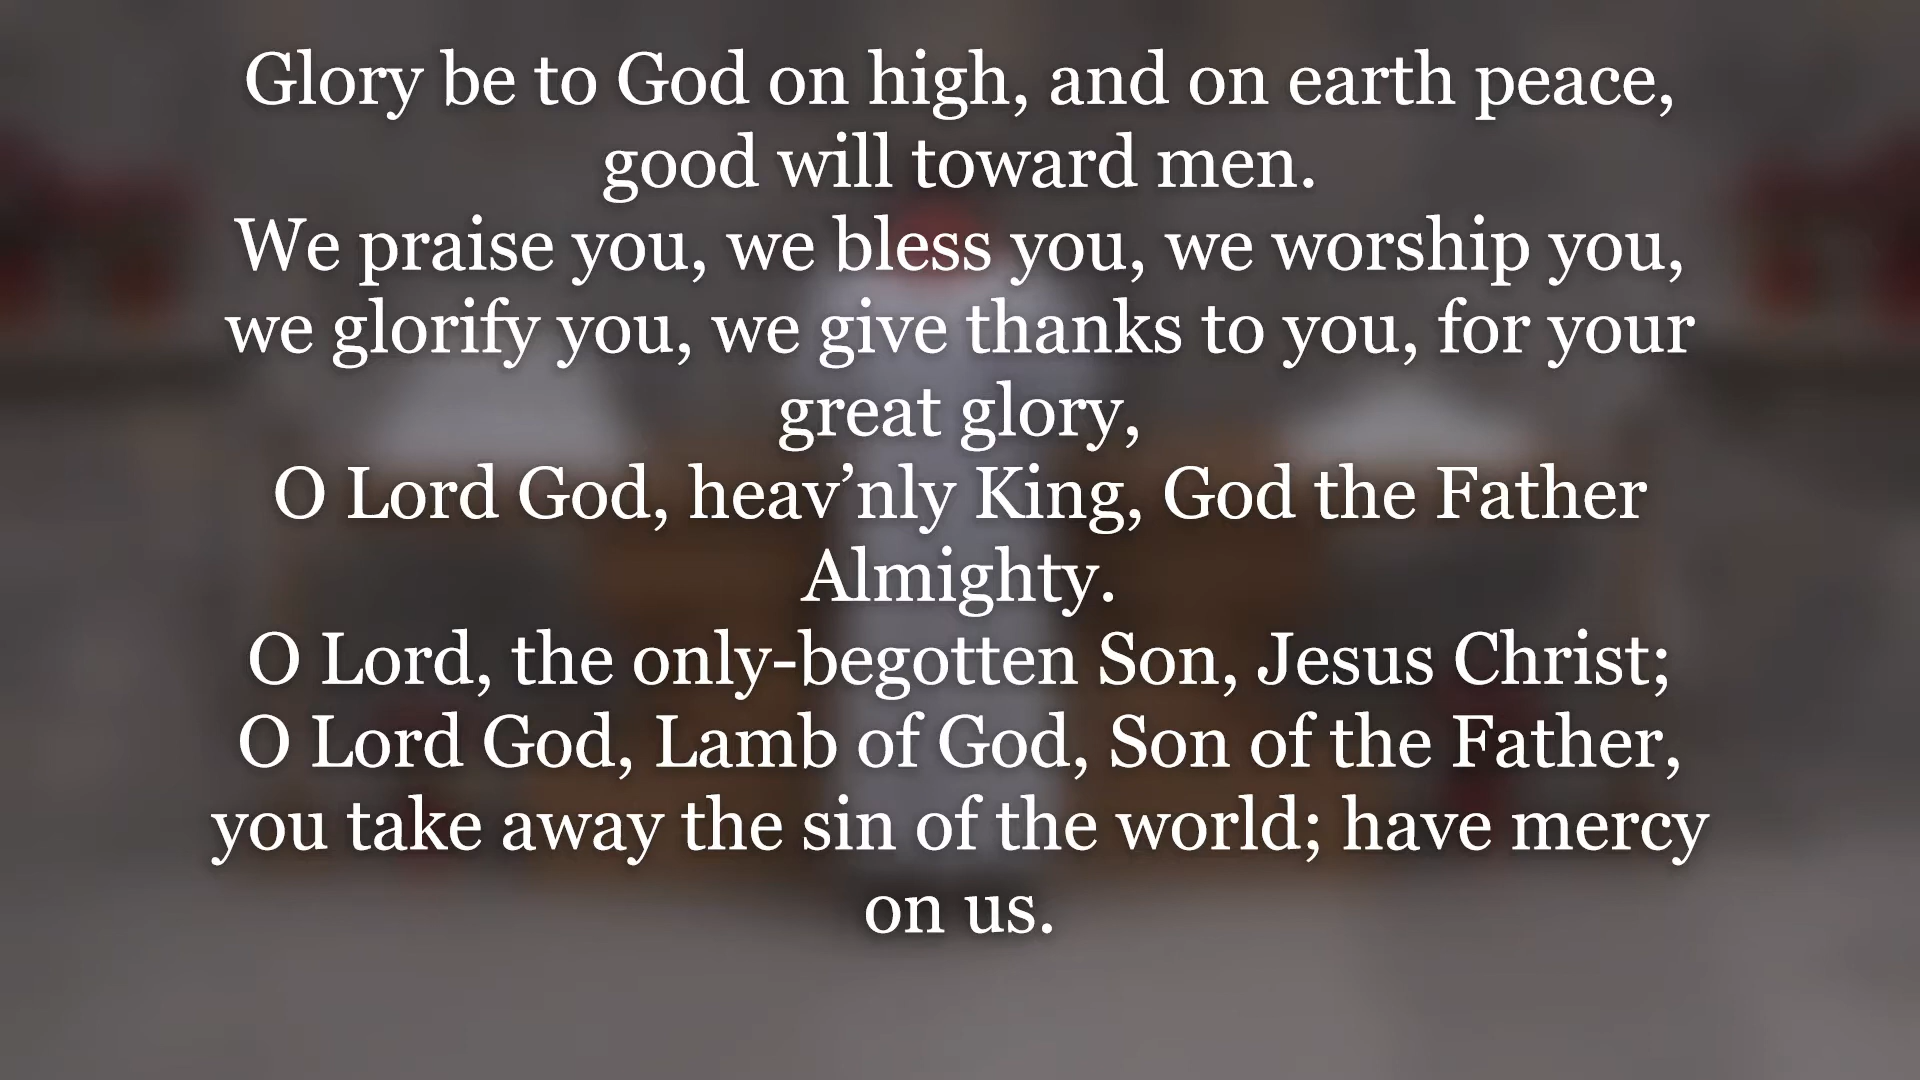 Glory be to God on high, and on earth peace,
good will toward men.
We praise you, we bless you, we worship you,
we glorify you, we give thanks to you, for your
great glory,
O Lord God, heav’nly King, God the Father
Almighty.
O Lord, the only-begotten Son, Jesus Christ;
O Lord God, Lamb of God, Son of the Father,
you take away the sin of the world; have mercy
on us.